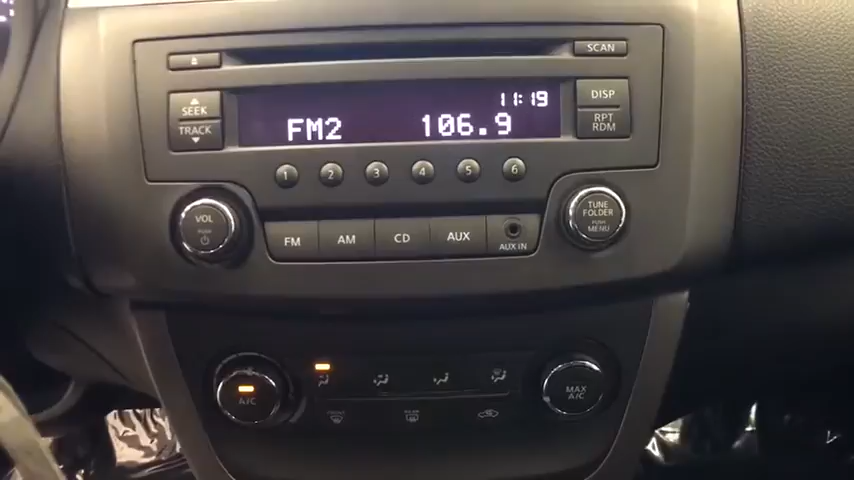 SCAN
SEEK
TRACK
11:19
FM2 106.9
DISP
RPT
RDM
1 2 3 4 5 6
VOL
PUSH
TUNE
FOLDER
PUSH
MENU
FM AM CD AUX AUX IN
A/C
MAX
A/C